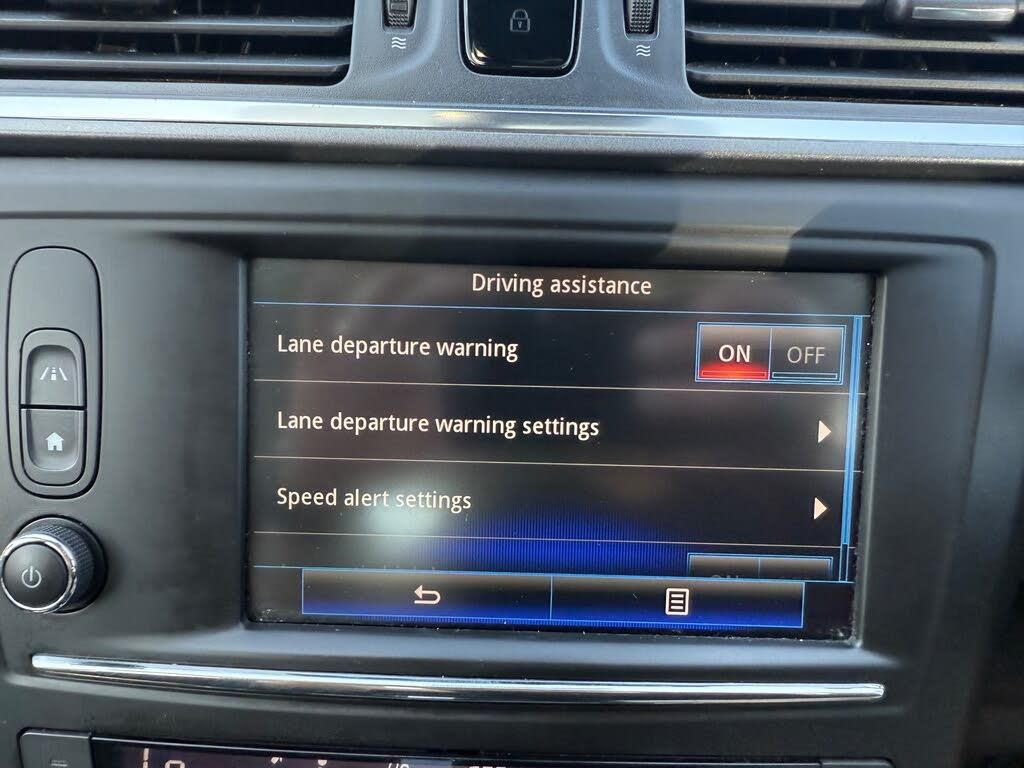 Driving assistance
Lane departure warning
ON OFF
Lane departure warning settings
Speed alert settings